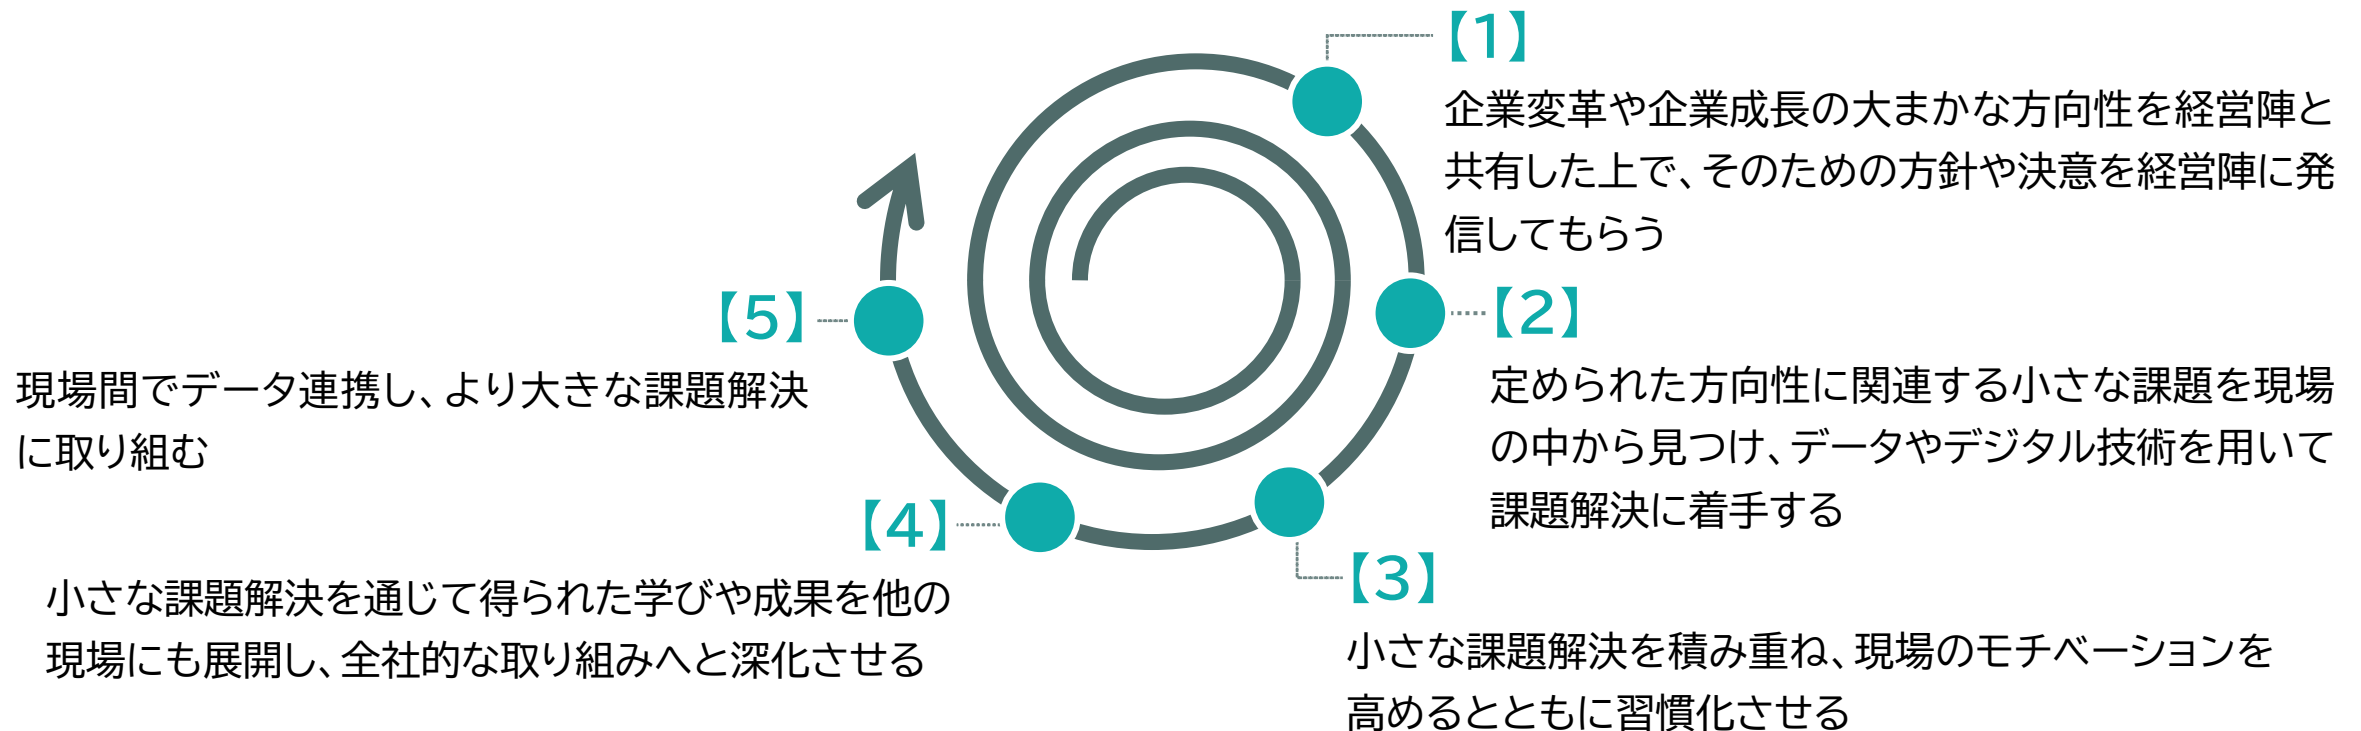 【1】
企業変革や企業成長の大まかな方向性を経営陣と
共有した上で、そのための方針や決意を経営陣に発
信してもらう
【2】
定められた方向性に関連する小さな課題を現場
の中から見つけ、データやデジタル技術を用いて
課題解決に着手する
【3】
小さな課題解決を積み重ね、現場のモチベーションを
高めるとともに習慣化させる
【4】
小さな課題解決を通じて得られた学びや成果を他の
現場にも展開し、全社的な取り組みへと深化させる
【5】
現場間でデータ連携し、より大きな課題解決
に取り組む